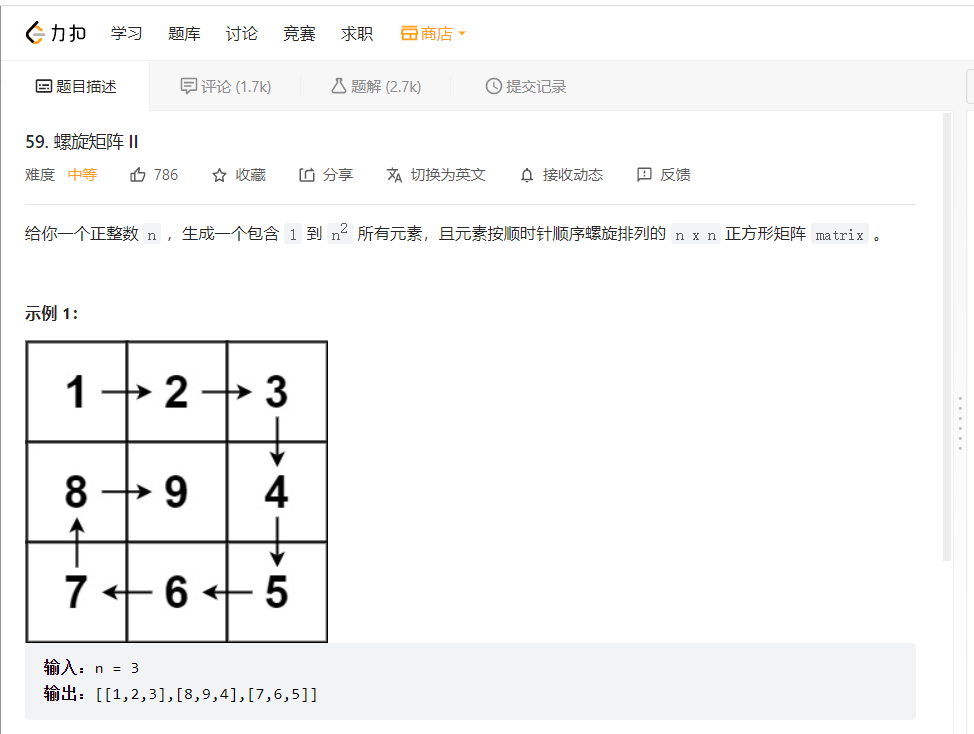 力扣 学习 题库 讨论 竞赛 求职 商店
题目描述 评论 (1.7k) 题解 (2.7k) 提交记录
59. 螺旋矩阵 II
难度 中等 786 收藏 分享 切换为英文 接收动态 反馈
给你一个正整数 n ，生成一个包含 1 到 n² 所有元素，且元素按顺时针顺序螺旋排列的 n x n 正方形矩阵 matrix 。
示例 1：
1 2 3
8 9 4
7 6 5
输入：n = 3
输出：[[1,2,3],[8,9,4],[7,6,5]]